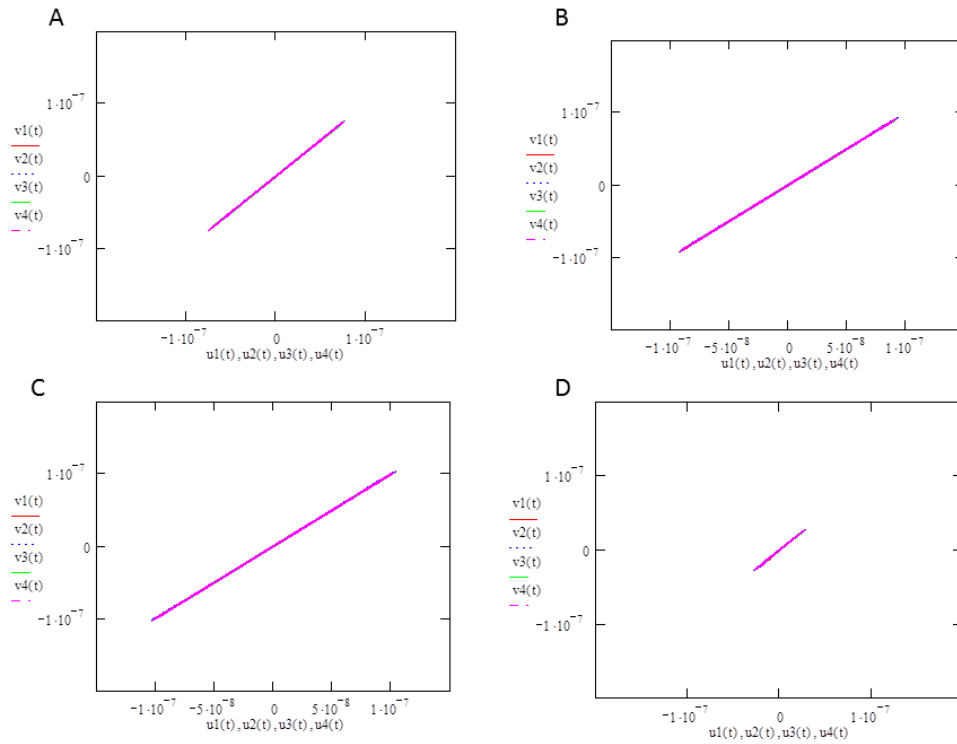 A
1·10⁻⁷
0
-1·10⁻⁷
v1(t)
v2(t)
v3(t)
v4(t)
-1·10⁻⁷
0
1·10⁻⁷
u1(t),u2(t),u3(t),u4(t)
B
1·10⁻⁷
0
-1·10⁻⁷
v1(t)
v2(t)
v3(t)
v4(t)
-1·10⁻⁷
-5·10⁻⁸
0
5·10⁻⁸
1·10⁻⁷
u1(t),u2(t),u3(t),u4(t)
C
1·10⁻⁷
0
-1·10⁻⁷
v1(t)
v2(t)
v3(t)
v4(t)
-1·10⁻⁷
-5·10⁻⁸
0
5·10⁻⁸
1·10⁻⁷
u1(t),u2(t),u3(t),u4(t)
D
1·10⁻⁷
0
-1·10⁻⁷
v1(t)
v2(t)
v3(t)
v4(t)
-1·10⁻⁷
0
1·10⁻⁷
u1(t),u2(t),u3(t),u4(t)